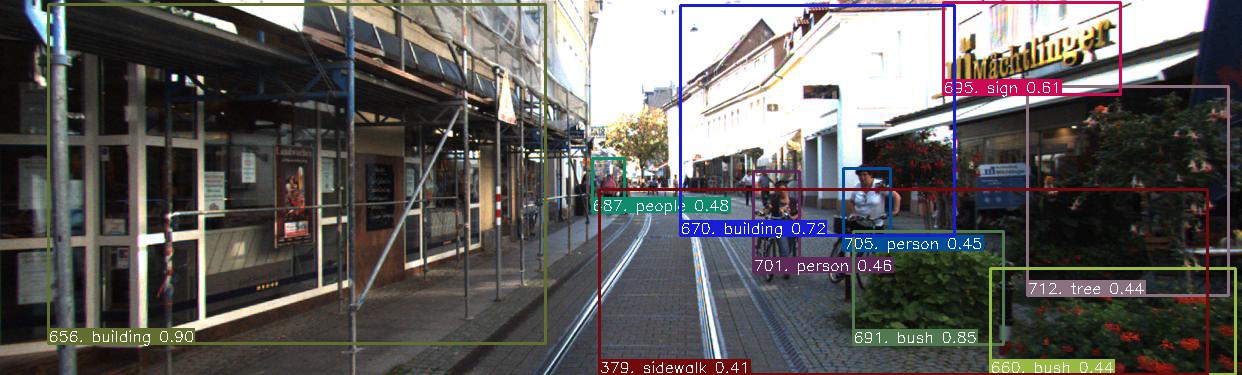 Mächtlinger
695. sign 0.61
687. people 0.48
670. building 0.72
705. person 0.45
701. person 0.46
712. tree 0.44
656. building 0.90
691. bush 0.85
379. sidewalk 0.41
660. bush 0.44